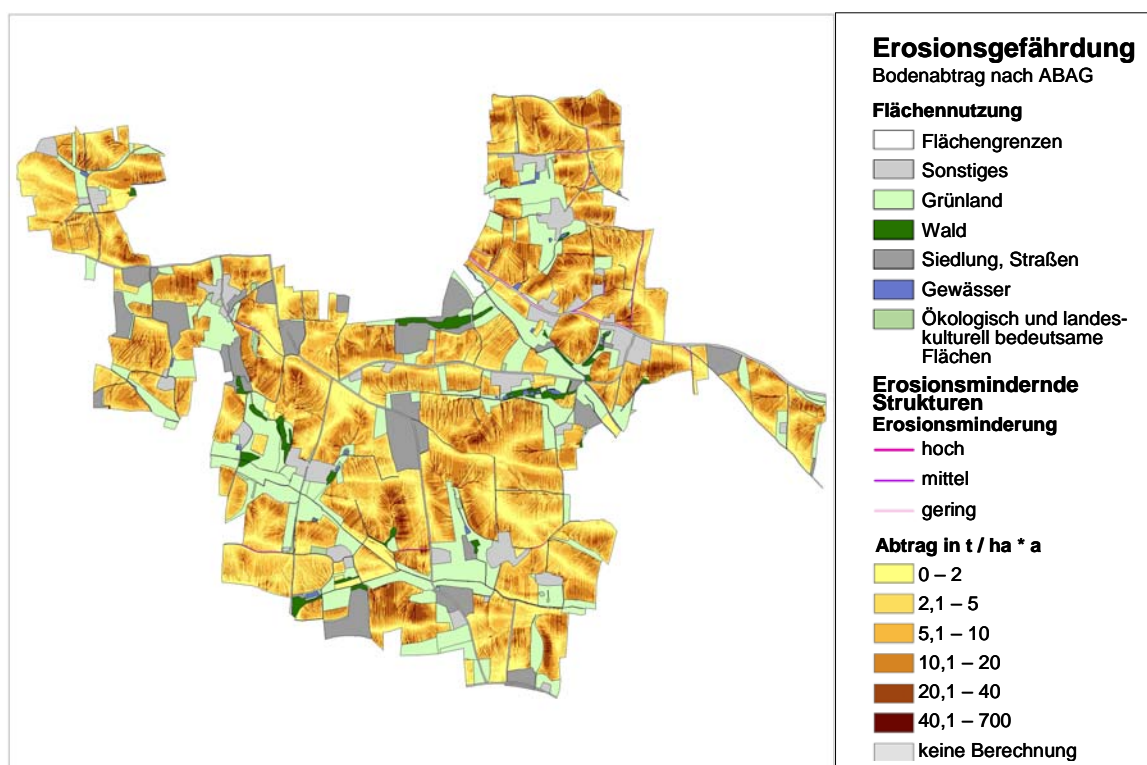 Erosionsgefährdung
Bodenabtrag nach ABAG
Flächennutzung
Flächengrenzen
Sonstiges
Grünland
Wald
Siedlung, Straßen
Gewässer
Ökologisch und landes-
kulturell bedeutsame
Flächen
Erosionsmindernde
Strukturen
Erosionsminderung
hoch
mittel
gering
Abtrag in t / ha * a
0 – 2
2,1 – 5
5,1 – 10
10,1 – 20
20,1 – 40
40,1 – 700
keine Berechnung